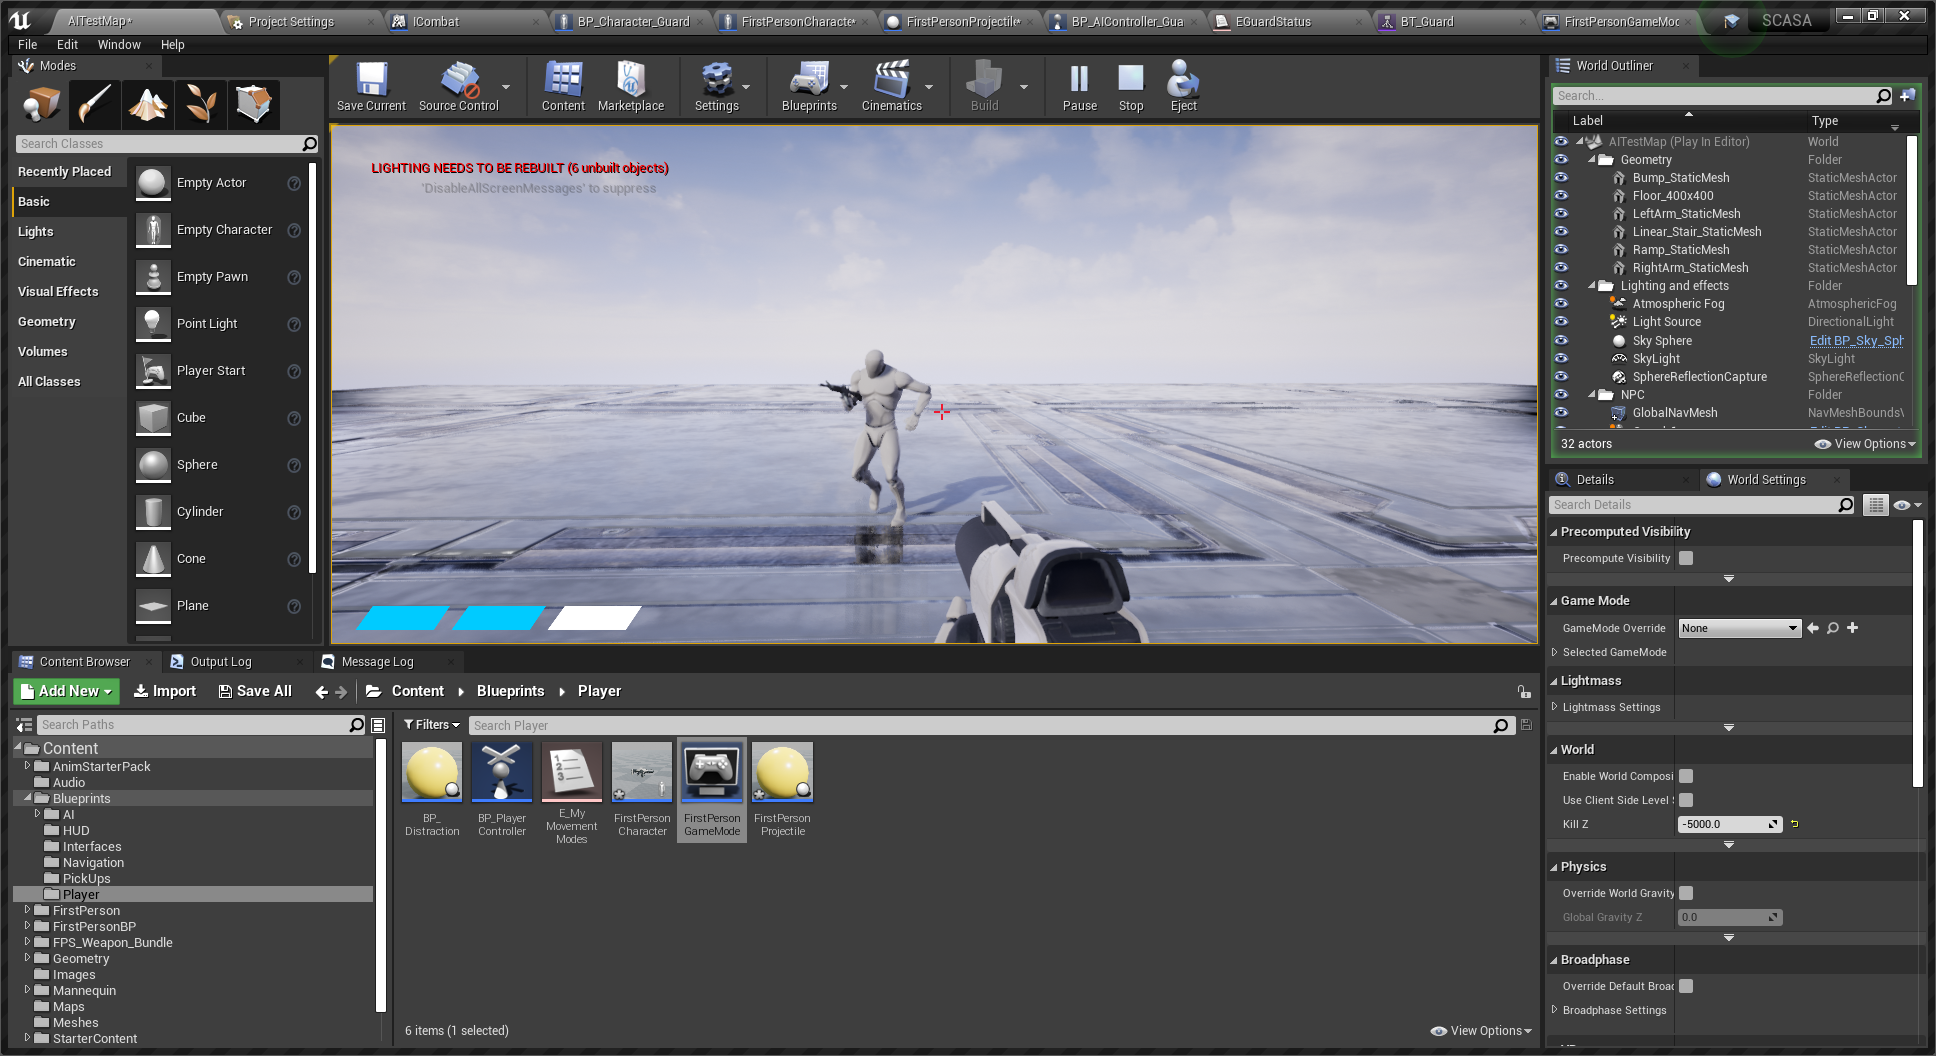 AITestMap*
Project Settings
ICombat
BP_Character_Guard
FirstPersonCharacte*
FirstPersonProjectile*
BP_AIController_Gua
EGuardStatus
BT_Guard
FirstPersonGameMod
SCASA
File Edit Window Help
Modes
Search Classes
Recently Placed
Basic
Lights
Cinematic
Visual Effects
Geometry
Volumes
All Classes
Empty Actor
Empty Character
Empty Pawn
Point Light
Player Start
Cube
Sphere
Cylinder
Cone
Plane
Save Current
Source Control
Content
Marketplace
Settings
Blueprints
Cinematics
Build
Pause
Stop
Eject
LIGHTING NEEDS TO BE REBUILT (6 unbuilt objects)
'DisableAllScreenMessages' to suppress
World Outliner
Search...
Label Type
AITestMap (Play In Editor) World
Geometry Folder
Bump_StaticMesh StaticMeshActor
Floor_400x400 StaticMeshActor
LeftArm_StaticMesh StaticMeshActor
Linear_Stair_StaticMesh StaticMeshActor
Ramp_StaticMesh StaticMeshActor
RightArm_StaticMesh StaticMeshActor
Lighting and effects Folder
Atmospheric Fog AtmosphericFog
Light Source DirectionalLight
Sky Sphere Edit BP_Sky_Sph
SkyLight SkyLight
SphereReflectionCapture SphereReflectionC
NPC Folder
GlobalNavMesh NavMeshBoundsV
32 actors
View Options
Details
World Settings
Search Details
Precomputed Visibility
Precompute Visibility
Game Mode
GameMode Override None
Selected GameMode
Lightmass
Lightmass Settings
World
Enable World Composi
Use Client Side Level S
Kill Z -5000.0
Physics
Override World Gravity
Global Gravity Z 0.0
Broadphase
Override Default Broad
Broadphase Settings
Content Browser
Output Log
Message Log
Add New
Import
Save All
Content
Blueprints
Player
Search Paths
Filters
Search Player
Content
AnimStarterPack
Audio
Blueprints
AI
HUD
Interfaces
Navigation
PickUps
Player
FirstPerson
FirstPersonBP
FPS_Weapon_Bundle
Geometry
Images
Mannequin
Maps
Meshes
StarterContent
BP_
Distraction
BP_Player
Controller
E_My
Movement
Modes
FirstPerson
Character
FirstPerson
GameMode
FirstPerson
Projectile
6 items (1 selected)
View Options